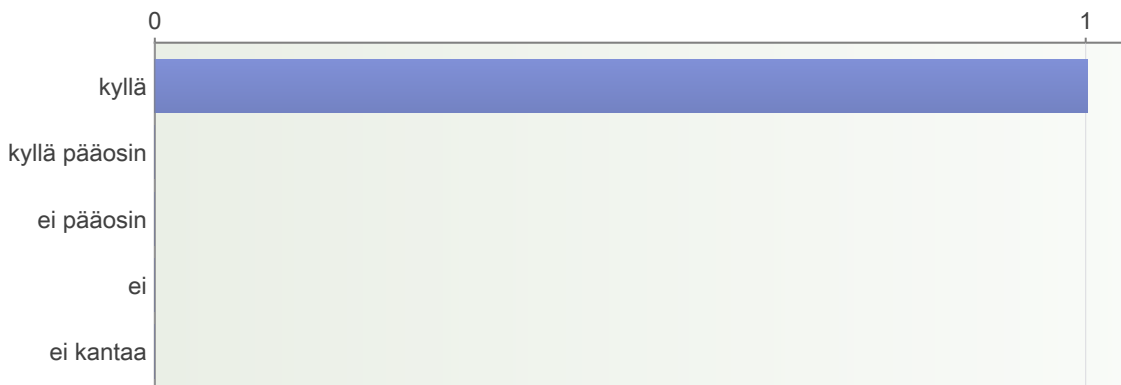 0 1
kyllä
kyllä pääosin
ei pääosin
ei
ei kantaa